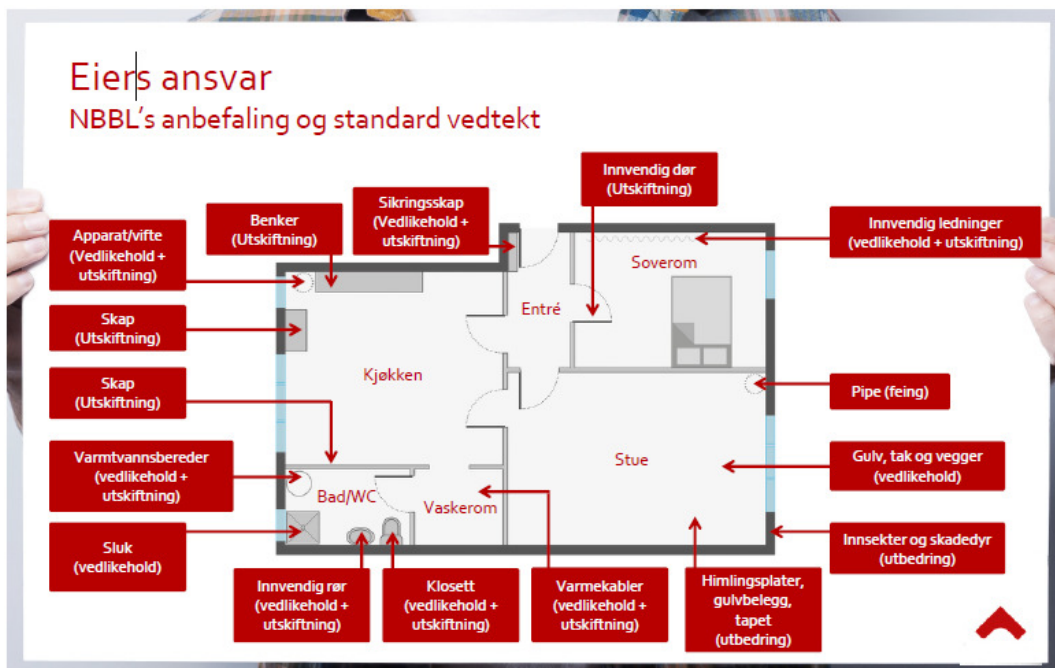 Eiers ansvar
NBBL's anbefaling og standard vedtekt
Innvendig dør
(Utskiftning)
Sikringsskap
(Vedlikehold +
utskiftning)
Benker
(Utskiftning)
Innvendig ledninger
(vedlikehold + utskiftning)
Apparat/vifte
(Vedlikehold +
utskiftning)
Soverom
Entré
Skap
(Utskiftning)
Kjøkken
Skap
(Utskiftning)
Pipe (feing)
Stue
Varmtvannsbereder
(vedlikehold +
utskiftning)
Gulv, tak og vegger
(vedlikehold)
Bad/WC
Vaskerom
Sluk
(vedlikehold)
Innsekter og skadedyr
(utbedring)
Innvendig rør
(vedlikehold +
utskiftning)
Klosett
(vedlikehold +
utskiftning)
Varmekabler
(vedlikehold +
utskiftning)
Himlingsplater,
gulvbelegg,
tapet
(utbedring)